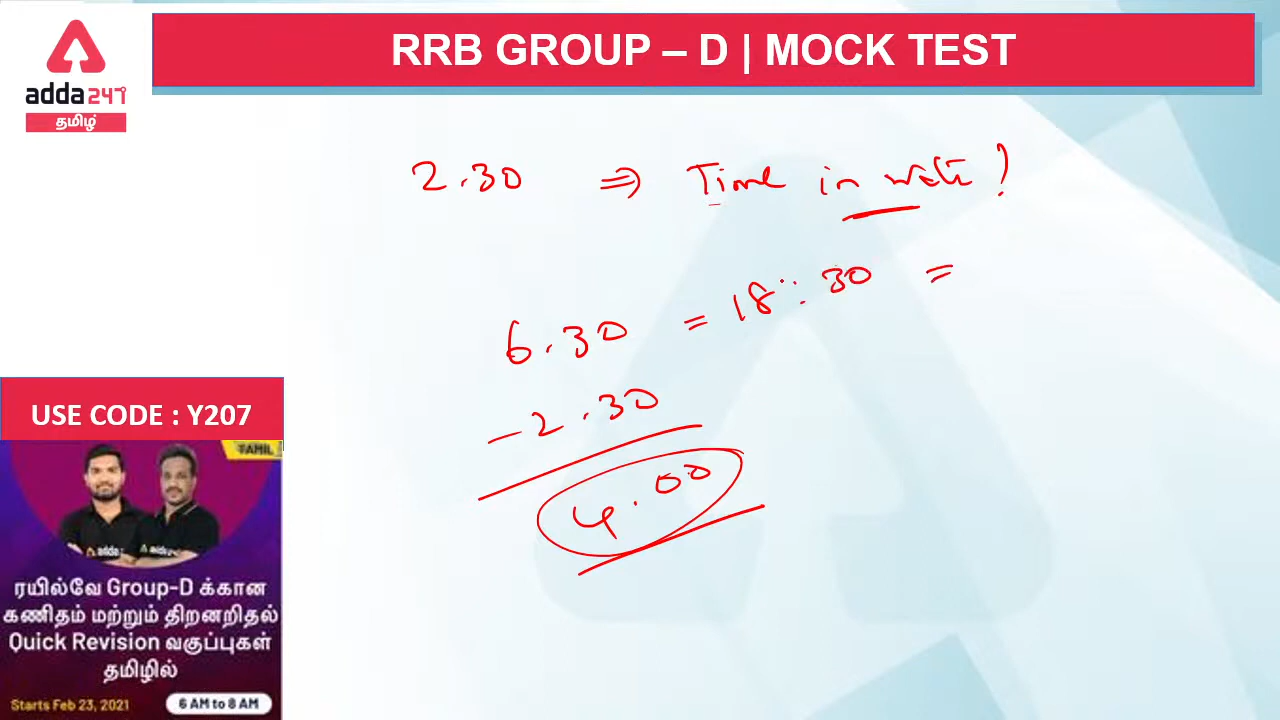 RRB GROUP – D | MOCK TEST
adda247
தமிழ்
2.30 ⇒ Time in watch?
6.30 = 18:30 =
-2.30
4.00
USE CODE : Y207
TAMIL
adda
ரயில்வே Group-D க்கான
கணிதம் மற்றும் திறனறிதல்
Quick Revision வகுப்புகள்
தமிழில்
Starts Feb 23, 2021
6 AM to 8 AM